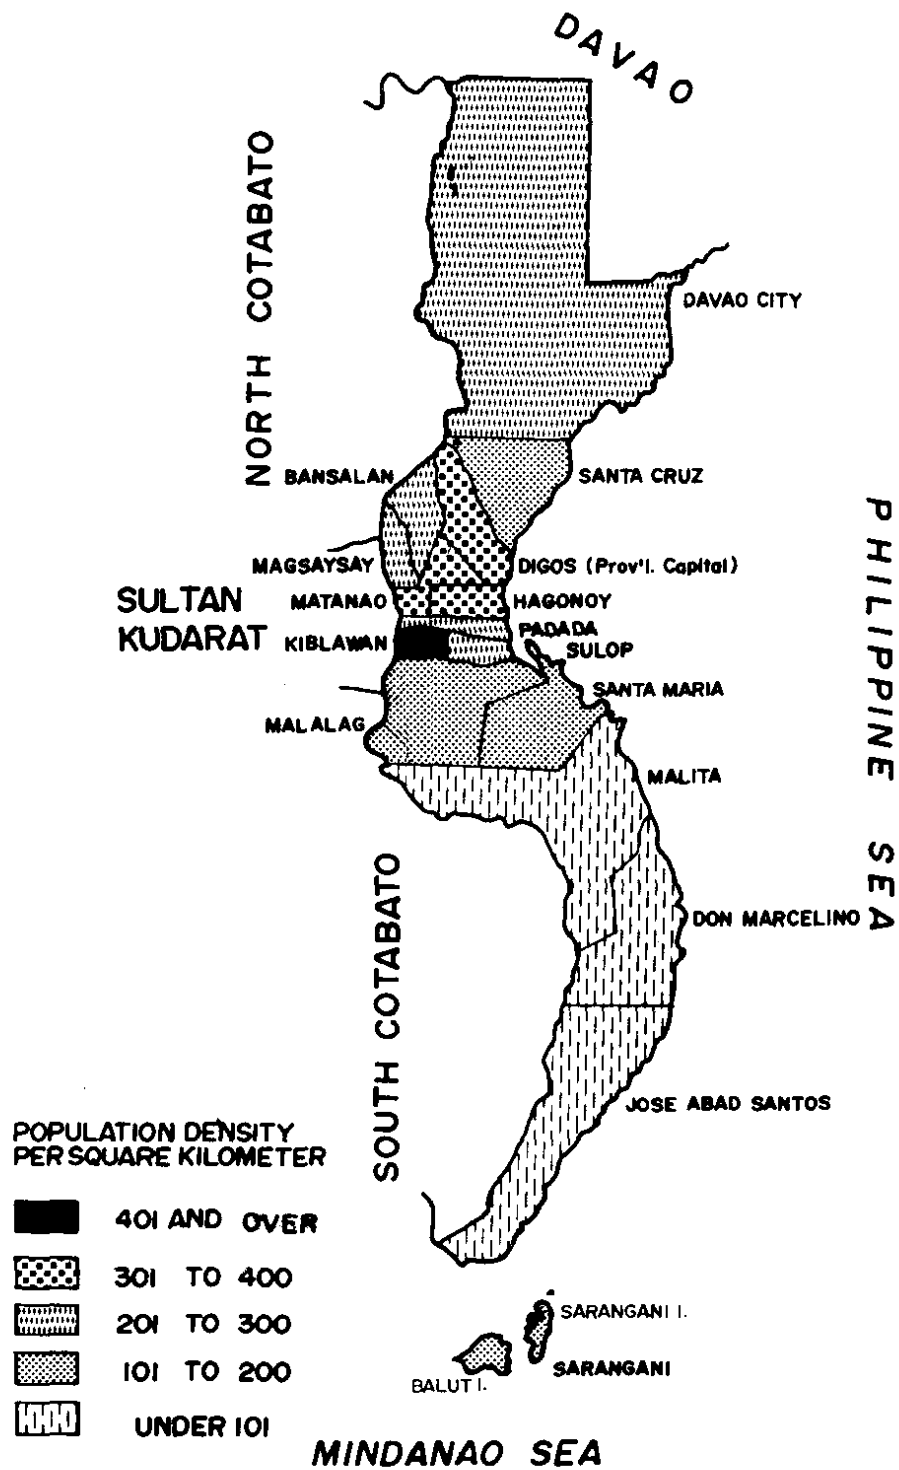 DAVAO
NORTH COTABATO
DAVAO CITY
BANSALAN
SANTA CRUZ
MAGSAYSAY
DIGOS (Prov'l. Capital)
SULTAN
KUDARAT
MATANAO
HAGONOY
PADADA
KIBLAWAN
SULOP
SANTA MARIA
MALALAG
MALITA
PHILIPPINE SEA
DON MARCELINO
SOUTH COTABATO
JOSE ABAD SANTOS
POPULATION DENSITY
PER SQUARE KILOMETER
401 AND OVER
301 TO 400
201 TO 300
101 TO 200
UNDER 101
SARANGANI I.
SARANGANI
BALUT I.
MINDANAO SEA